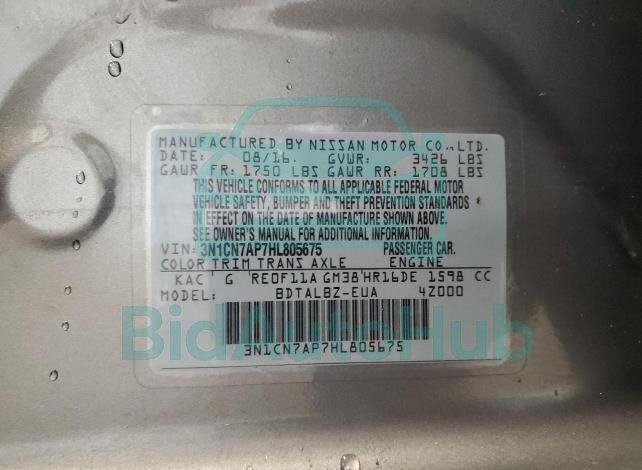 MANUFACTURED BY NISSAN MOTOR CO.,LTD.
DATE: 08/16. GVWR: 3426 LBS
GAWR FR: 1750 LBS GAWR RR: 1708 LBS
THIS VEHICLE CONFORMS TO ALL APPLICABLE FEDERAL MOTOR
VEHICLE SAFETY, BUMPER AND THEFT PREVENTION STANDARDS
IN EFFECT ON THE DATE OF MANUFACTURE SHOWN ABOVE.
SEE OWNER'S MANUAL FOR ADDITIONAL INFORMATION.
VIN: 3N1CN7AP7HL805675 PASSENGER CAR.
COLOR TRIM TRANS AXLE ENGINE
KAC G RE0F11A GM38 HR16DE 1598 CC
MODEL: BDTALBZ-EUA 4Z000
3N1CN7AP7HL805675
BidAutoHub